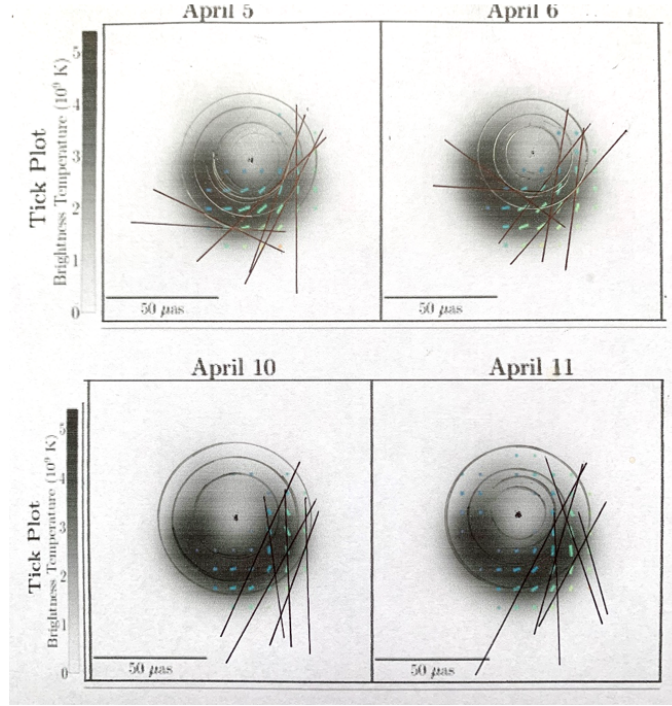 April 5
April 6
Tick Plot
Brightness Temperature (10⁹ K)
5
4
3
2
1
0
50 μas
50 μas
April 10
April 11
Tick Plot
Brightness Temperature (10⁹ K)
5
4
3
2
1
0
50 μas
50 μas